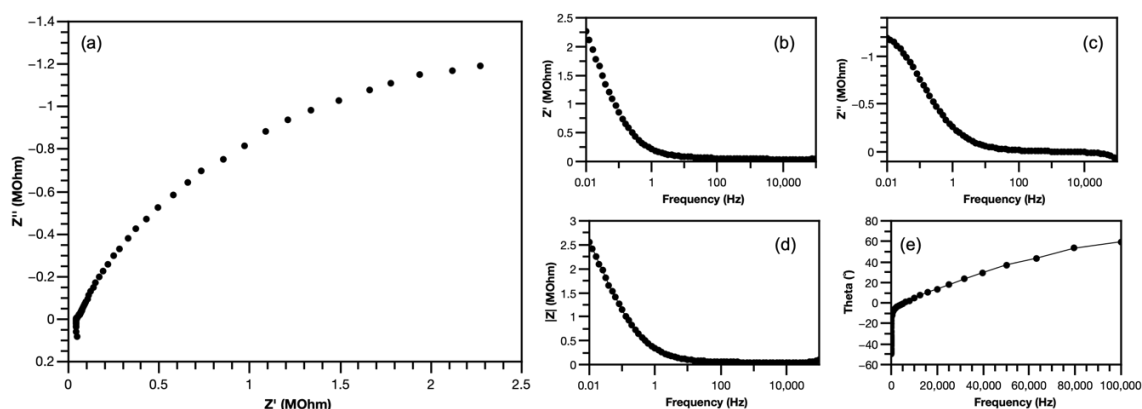 (a)
Z'' (MOhm)
-1.4
-1.2
-1
-0.8
-0.6
-0.4
-0.2
0
0.2
0 0.5 1 1.5 2 2.5
Z' (MOhm)
(b)
Z' (MOhm)
2.5
2
1.5
1
0.5
0
0.01 1 100 10,000
Frequency (Hz)
(c)
Z'' (MOhm)
-1
-0.5
0
0.01 1 100 10,000
Frequency (Hz)
(d)
|Z| (MOhm)
3
2.5
2
1.5
1
0.5
0
0.01 1 100 10,000
Frequency (Hz)
(e)
Theta (°)
80
60
40
20
0
-20
-40
-60
0 20,000 40,000 60,000 80,000 100,000
Frequency (Hz)